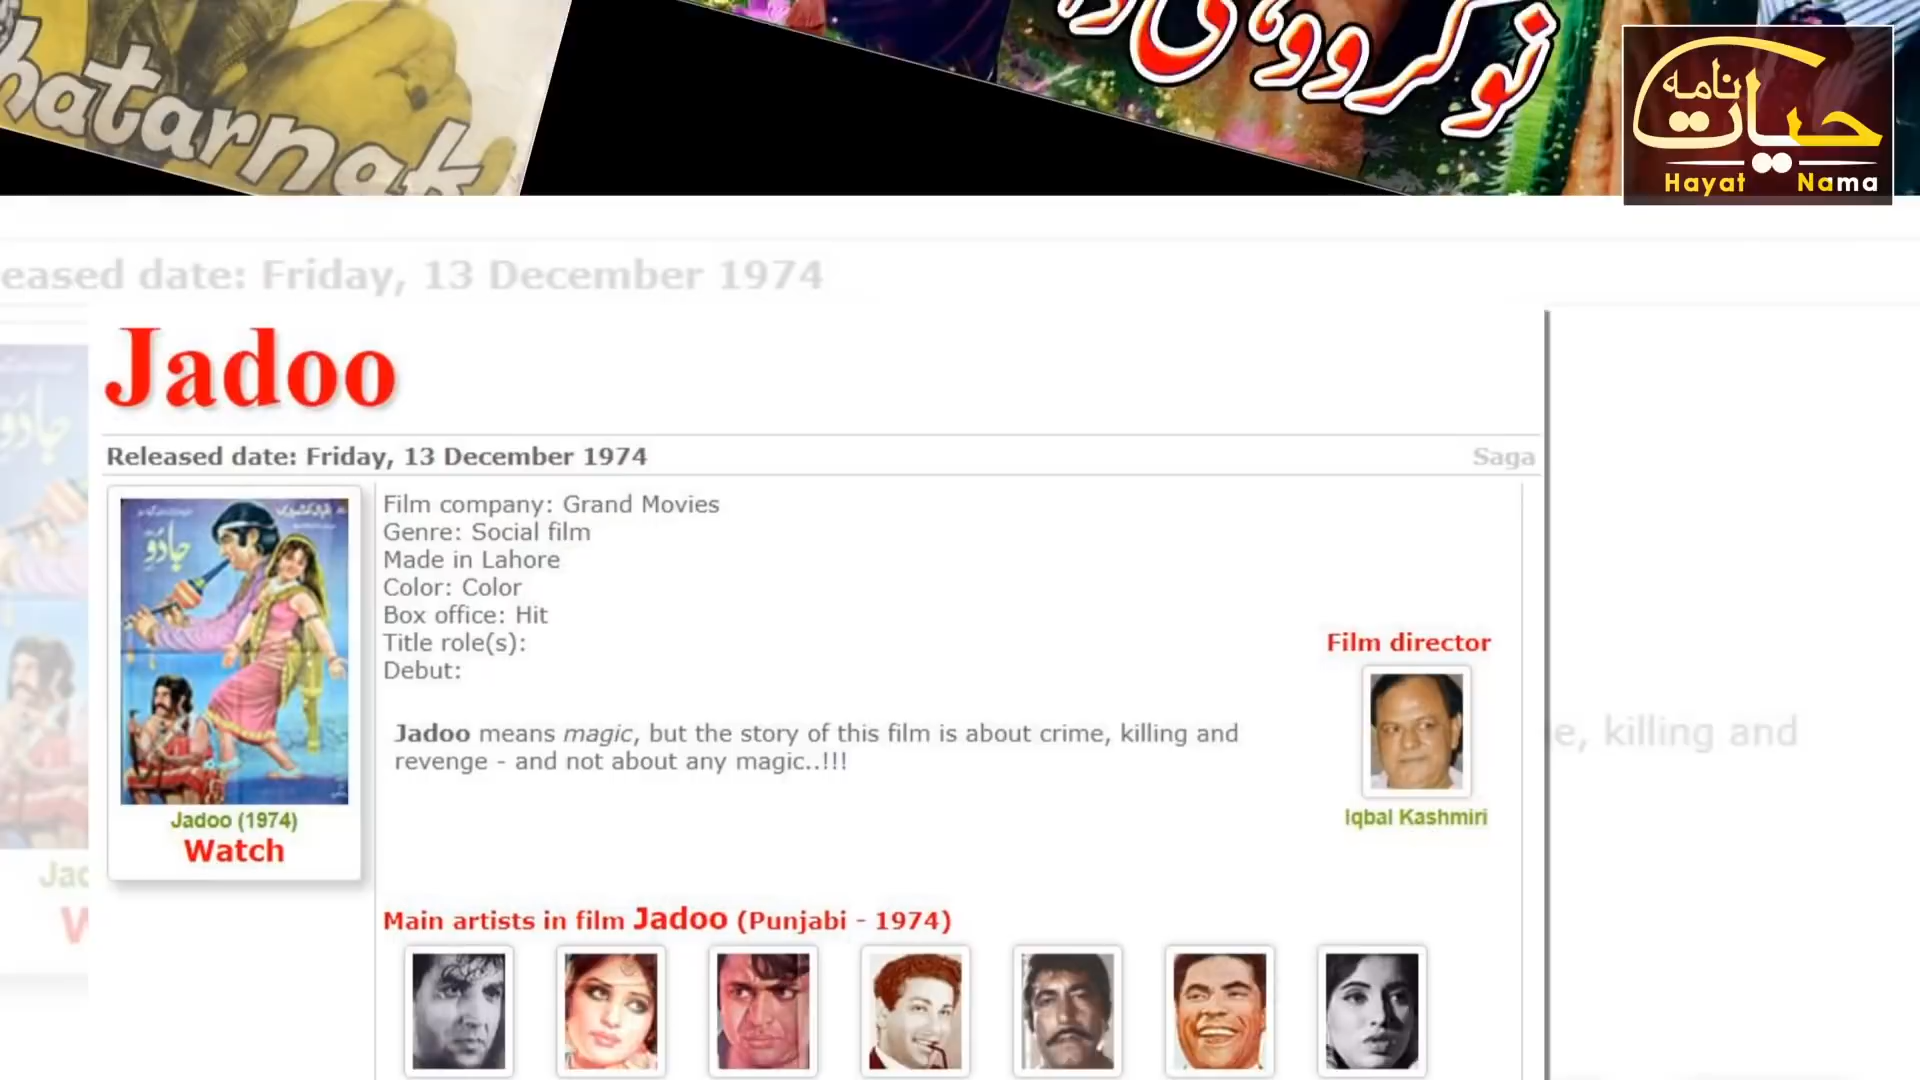 hatarnak
نوکر ووہٹی دا
حیات نامہ
Hayat Nama
eased date: Friday, 13 December 1974
Jadoo
Released date: Friday, 13 December 1974
Saga
Film company: Grand Movies
Genre: Social film
Made in Lahore
Color: Color
Box office: Hit
Title role(s):
Debut:
Film director
Jadoo means magic, but the story of this film is about crime, killing and
revenge - and not about any magic..!!!
e, killing and
Iqbal Kashmiri
جادو
جادو
Jadoo (1974)
Watch
Jad
W
Main artists in film Jadoo (Punjabi - 1974)